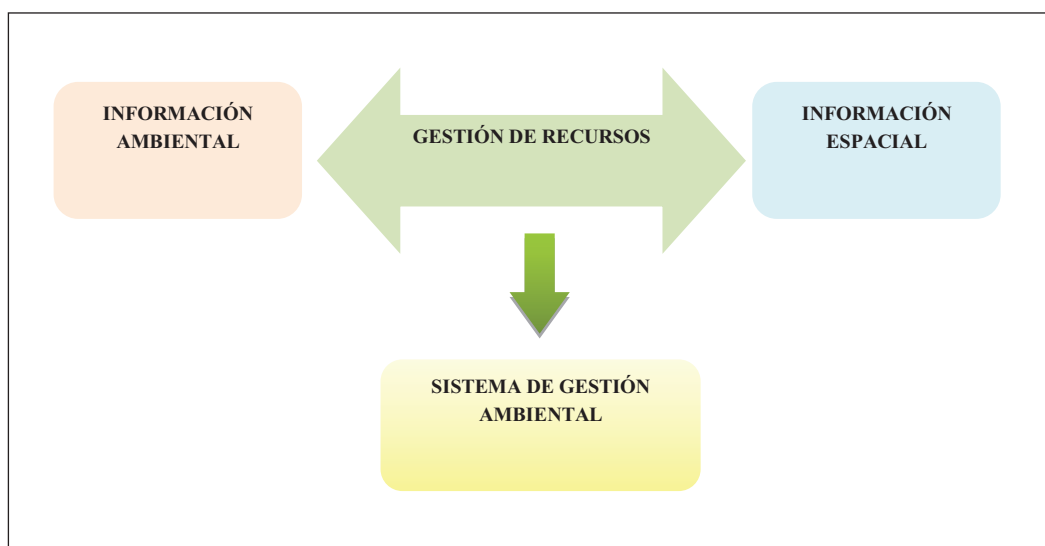 INFORMACIÓN
AMBIENTAL
GESTIÓN DE RECURSOS
INFORMACIÓN
ESPACIAL
SISTEMA DE GESTIÓN
AMBIENTAL